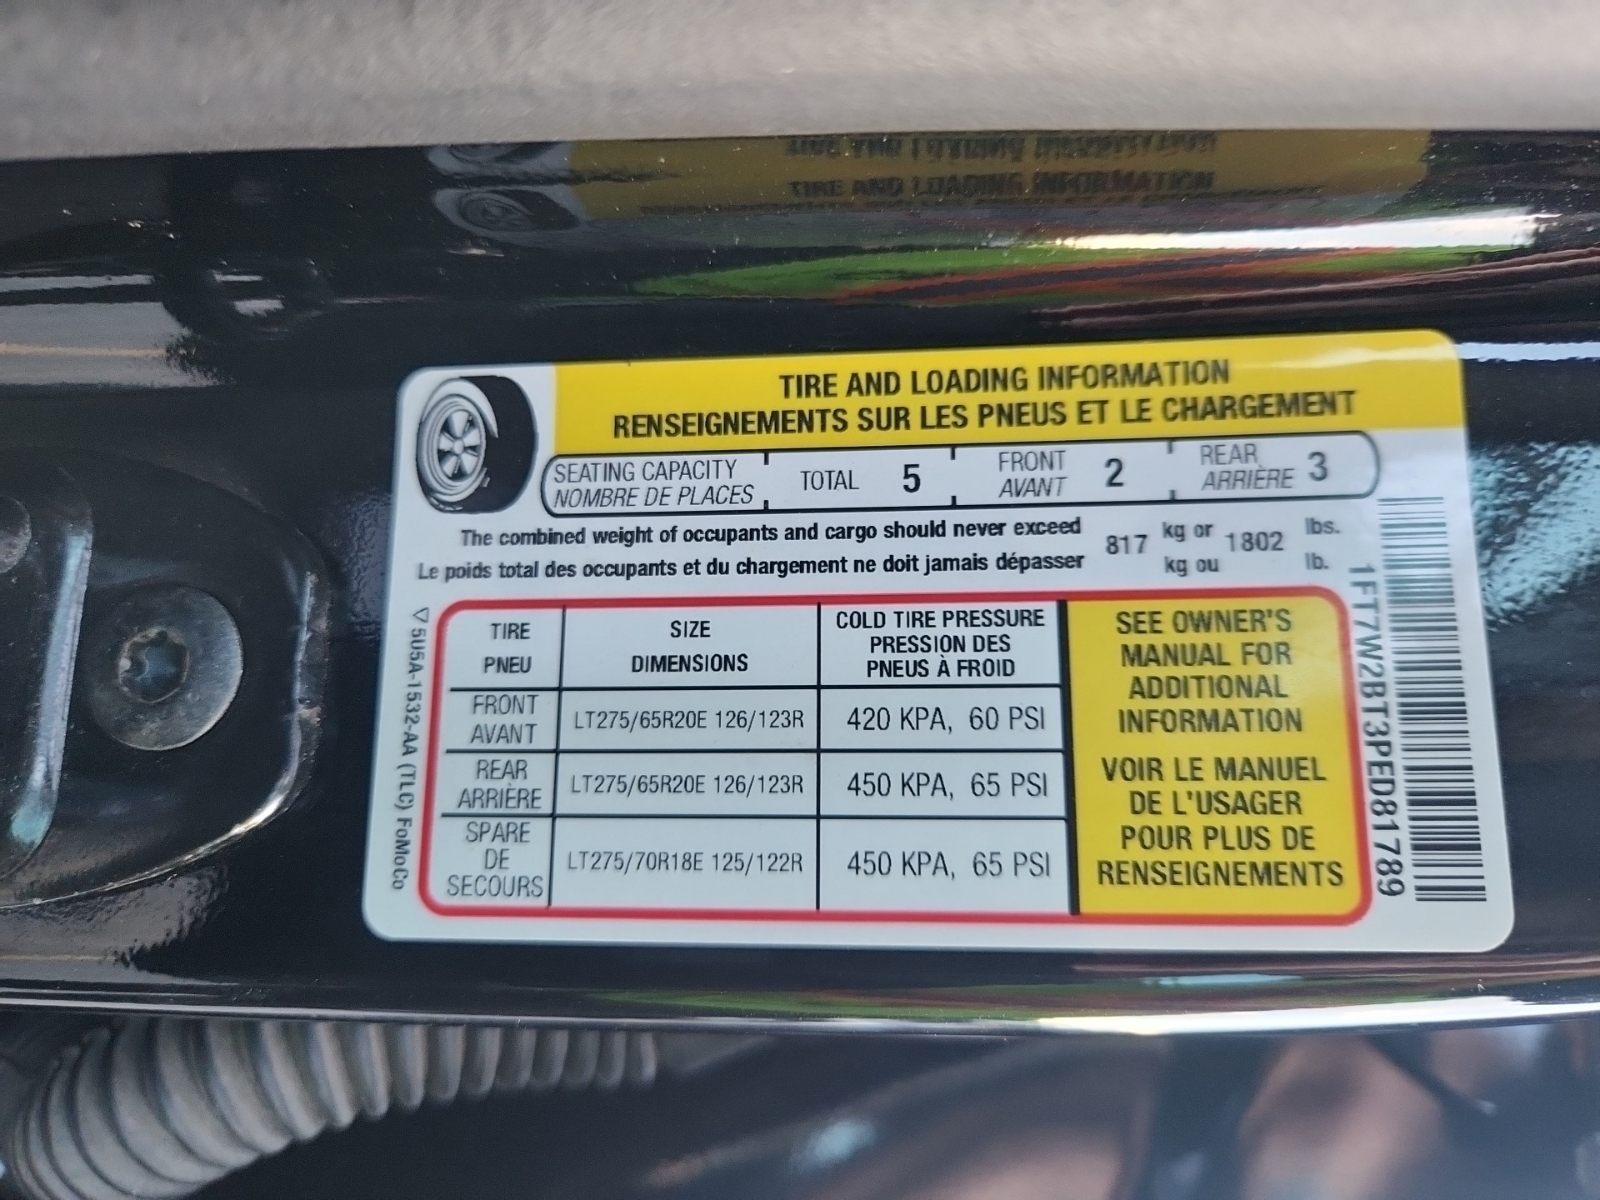 TIRE AND LOADING INFORMATION
TIRE AND LOADING INFORMATION
RENSEIGNEMENTS SUR LES PNEUS ET LE CHARGEMENT
SEATING CAPACITY TOTAL 5 FRONT 2 REAR 3
NOMBRE DE PLACES AVANT ARRIÈRE
The combined weight of occupants and cargo should never exceed 817 kg or 1802 lbs.
Le poids total des occupants et du chargement ne doit jamais dépasser kg ou lb.
TIRE SIZE COLD TIRE PRESSURE
PNEU DIMENSIONS PRESSION DES
PNEUS À FROID
FRONT
AVANT LT275/65R20E 126/123R 420 KPA, 60 PSI
REAR
ARRIÈRE LT275/65R20E 126/123R 450 KPA, 65 PSI
SPARE
DE LT275/70R18E 125/122R 450 KPA, 65 PSI
SECOURS
SEE OWNER'S
MANUAL FOR
ADDITIONAL
INFORMATION
VOIR LE MANUEL
DE L'USAGER
POUR PLUS DE
RENSEIGNEMENTS
▽5U5A-1532-AA (TLC) FoMoCo
1FT7W2BT3PED81789